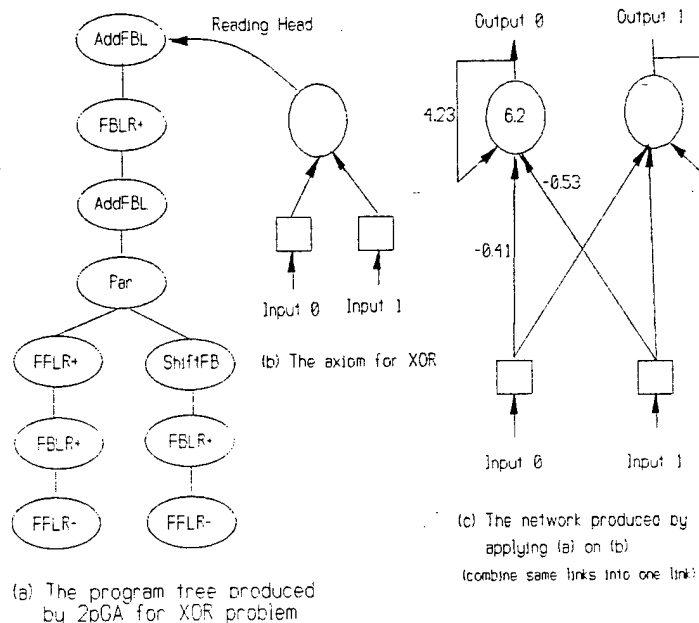 Reading Head
AddFBL
FBLR+
AddFBL
Par
FFLR+
ShiftFB
FBLR+
FBLR+
FFLR-
FFLR-
(a) The program tree produced
by 2pGA for XOR problem
Input 0
Input 1
(b) The axiom for XOR
Output 0
Output 1
4.23
6.2
-0.53
-0.41
Input 0
Input 1
(c) The network produced by
applying (a) on (b)
(combine same links into one link)